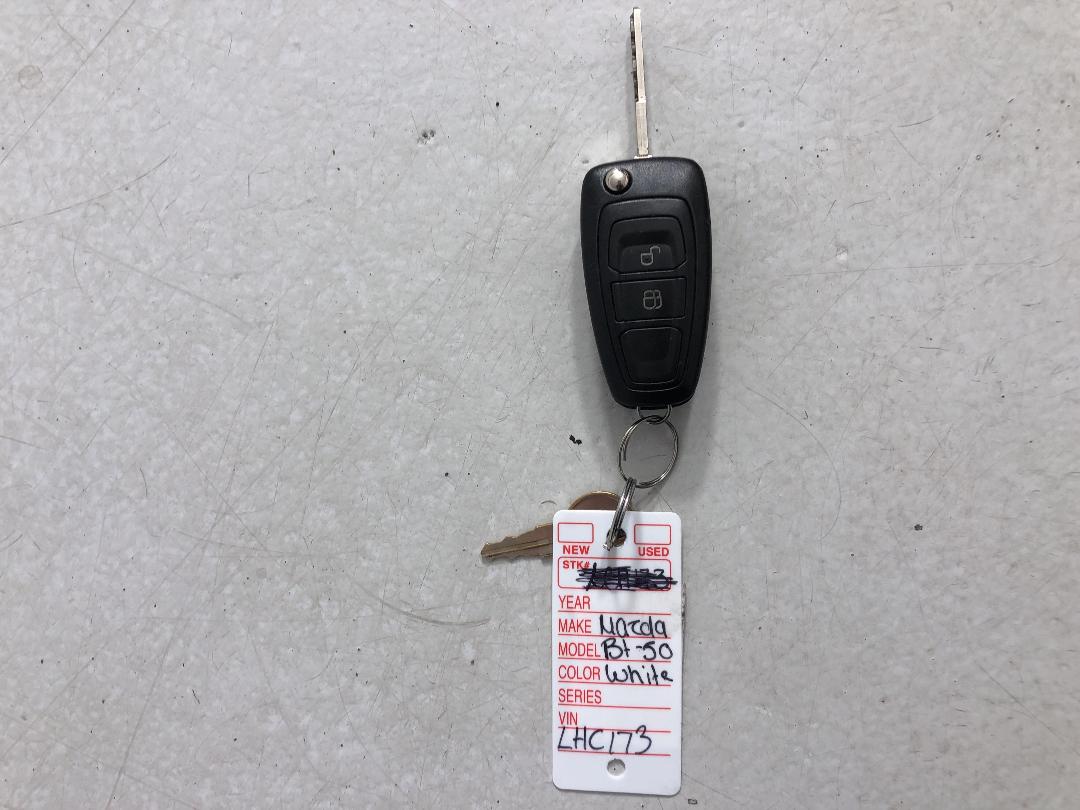 NEW USED
STK#
YEAR
MAKE Mazda
MODEL Bt-50
COLOR White
SERIES
VIN
LHC173